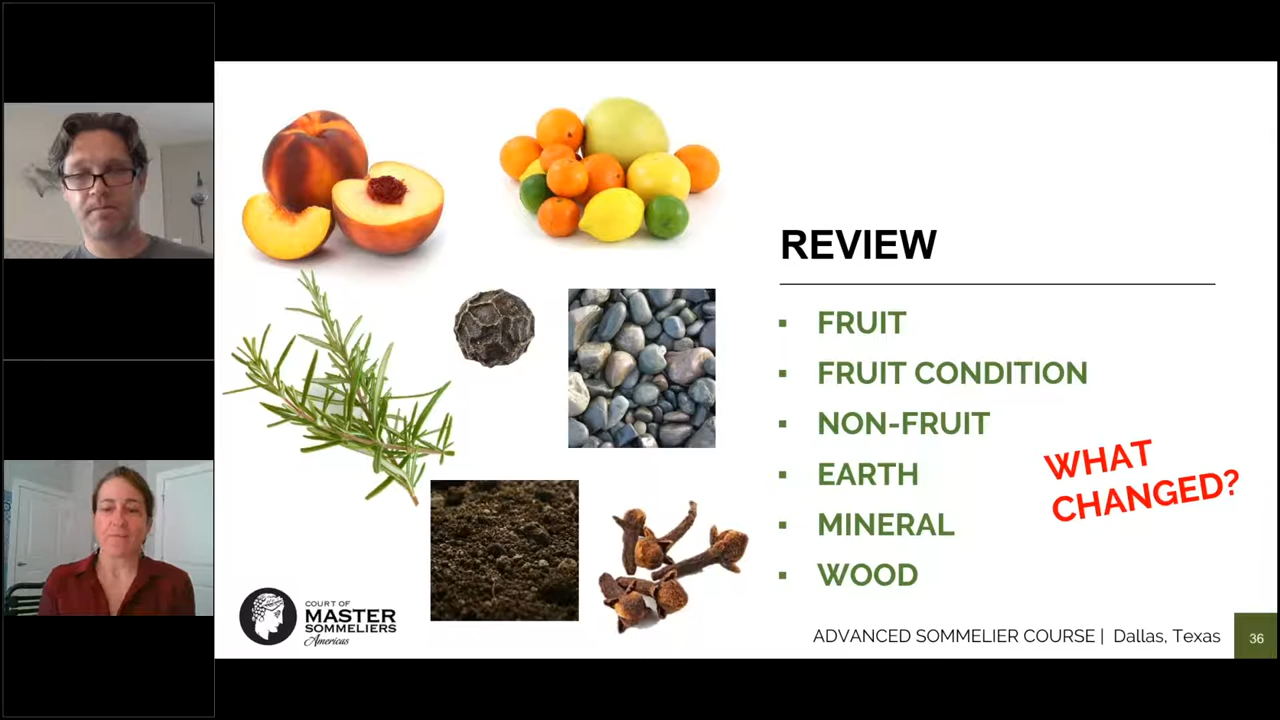 REVIEW
▪ FRUIT
▪ FRUIT CONDITION
▪ NON-FRUIT
▪ EARTH
▪ MINERAL
▪ WOOD
WHAT
CHANGED?
COURT OF
MASTER
SOMMELIERS
Americas
ADVANCED SOMMELIER COURSE | Dallas, Texas
36